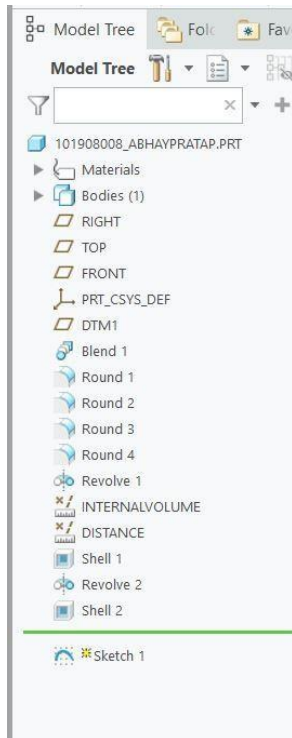 Model Tree Folc Fav
Model Tree
101908008_ABHAYPRATAP.PRT
Materials
Bodies (1)
RIGHT
TOP
FRONT
PRT_CSYS_DEF
DTM1
Blend 1
Round 1
Round 2
Round 3
Round 4
Revolve 1
INTERNALVOLUME
DISTANCE
Shell 1
Revolve 2
Shell 2
Sketch 1